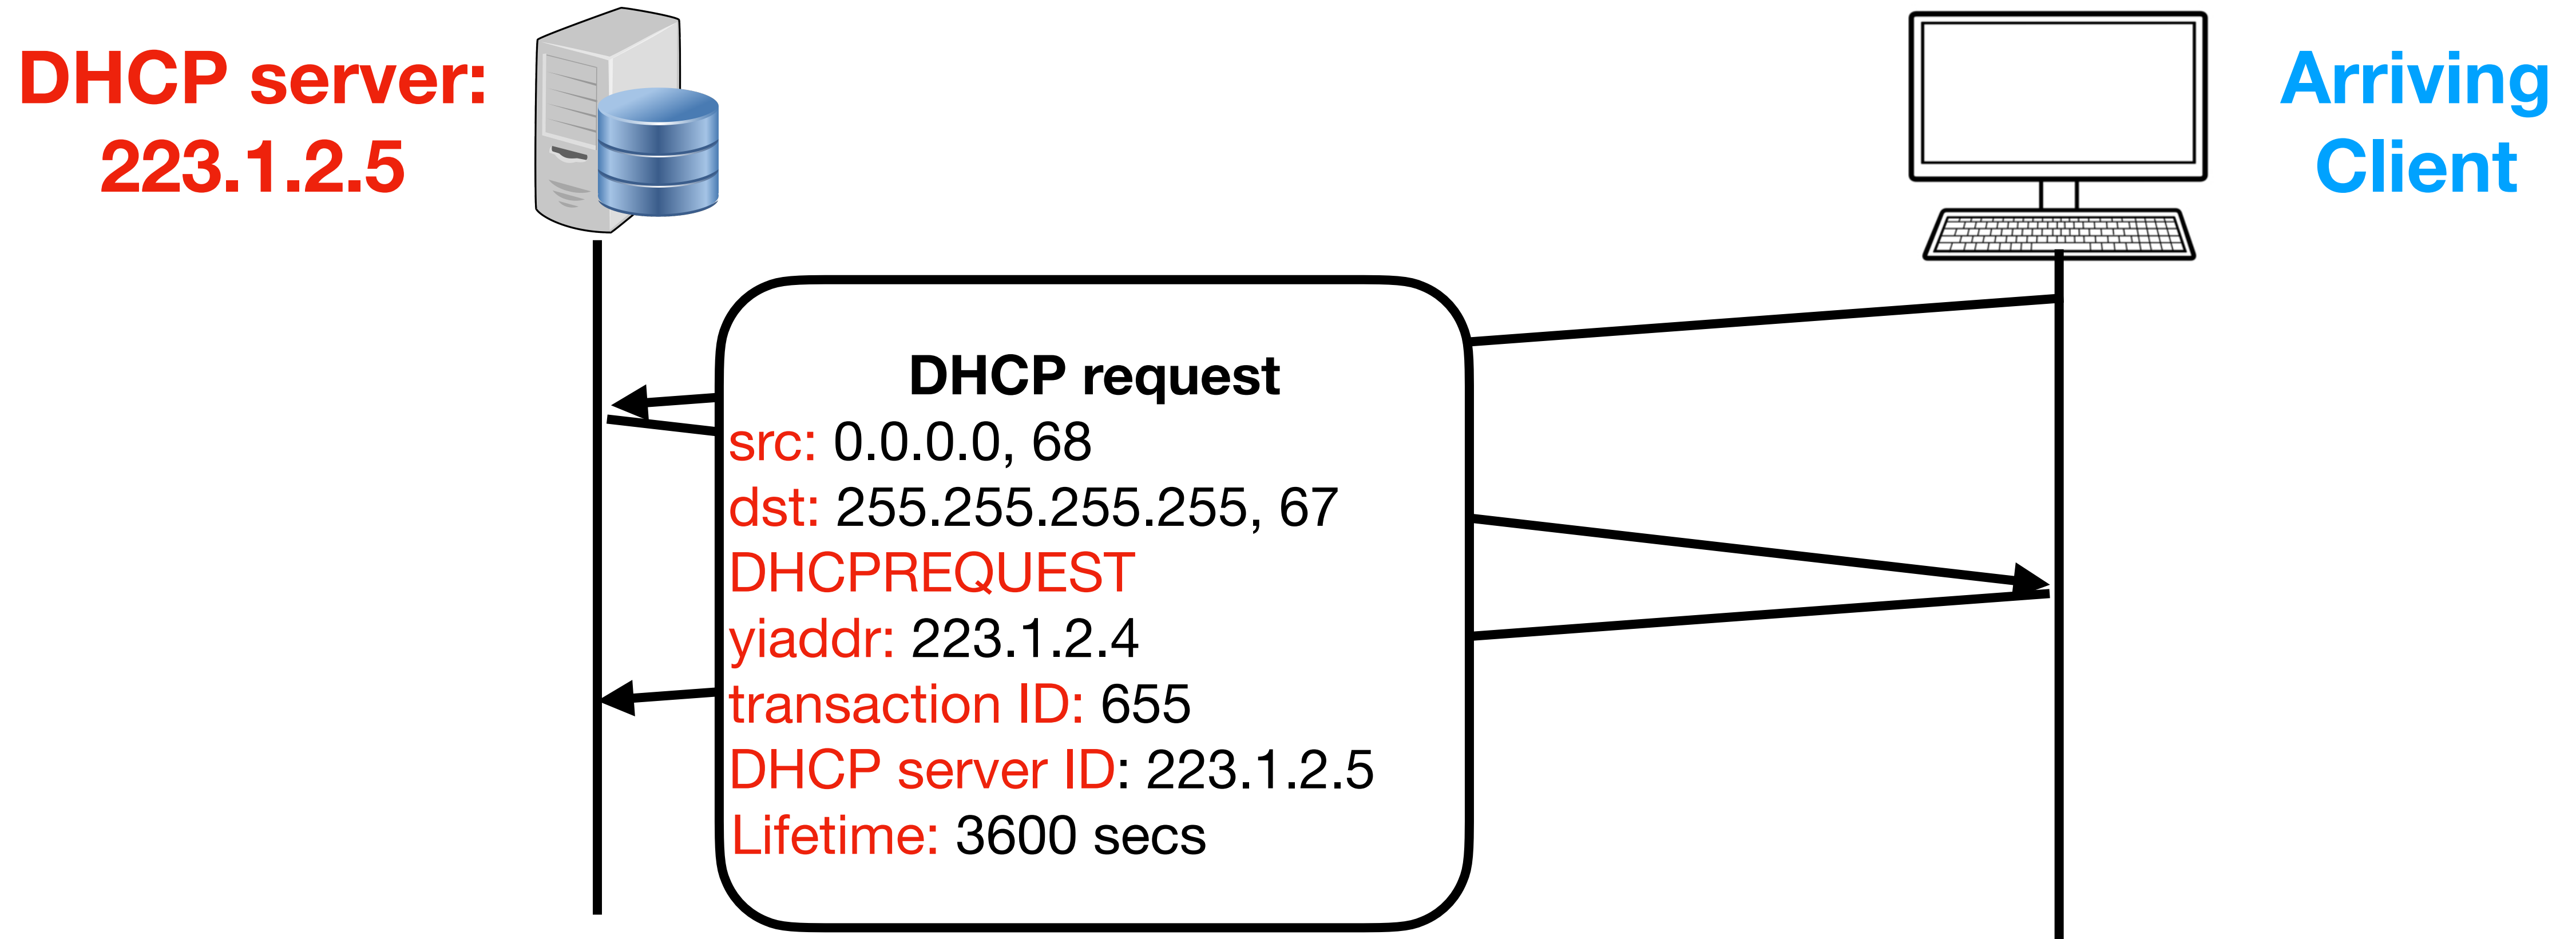 DHCP server:
223.1.2.5
Arriving
Client
DHCP request
src: 0.0.0.0, 68
dst: 255.255.255.255, 67
DHCPREQUEST
yiaddr: 223.1.2.4
transaction ID: 655
DHCP server ID: 223.1.2.5
Lifetime: 3600 secs